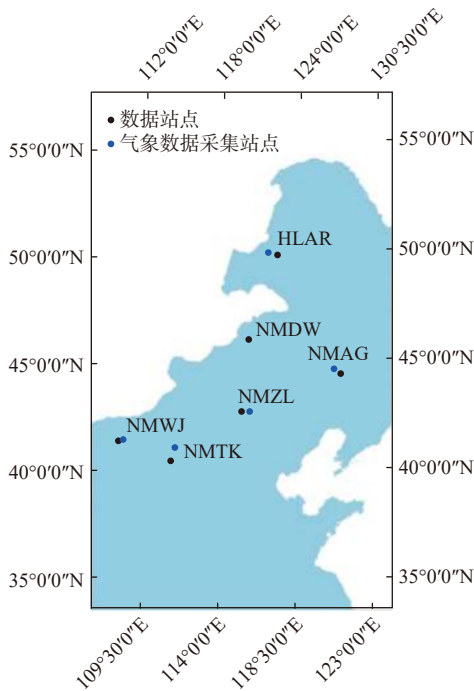 112°0′0″E 118°0′0″E 124°0′0″E 130°30′0″E
数据站点
气象数据采集站点
55°0′0″N 55°0′0″N
HLAR
50°0′0″N 50°0′0″N
NMDW
NMAG
45°0′0″N 45°0′0″N
NMZL
NMWJ
NMTK
40°0′0″N 40°0′0″N
35°0′0″N 35°0′0″N
109°30′0″E 114°0′0″E 118°30′0″E 123°0′0″E